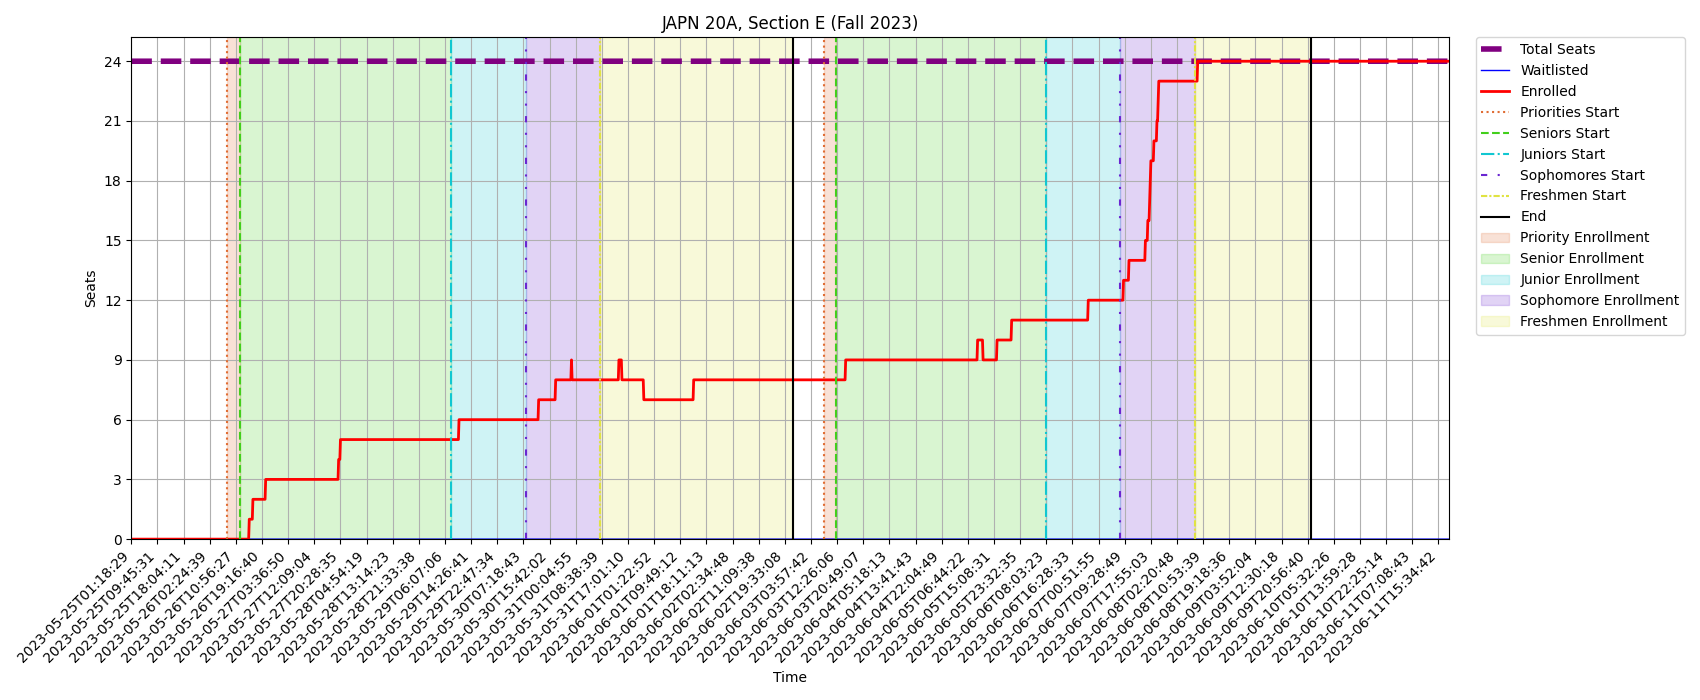 JAPN 20A, Section E (Fall 2023)
Seats
24
21
18
15
12
9
6
3
0
2023-05-25T01:18:29
2023-05-25T09:45:31
2023-05-25T18:04:11
2023-05-26T02:24:39
2023-05-26T10:56:27
2023-05-26T19:16:40
2023-05-27T03:36:50
2023-05-27T12:09:04
2023-05-27T20:28:35
2023-05-28T04:54:19
2023-05-28T13:14:23
2023-05-28T21:33:38
2023-05-29T06:07:06
2023-05-29T14:26:41
2023-05-29T22:47:34
2023-05-30T07:18:43
2023-05-30T15:42:02
2023-05-31T00:04:55
2023-05-31T08:38:39
2023-05-31T17:01:10
2023-06-01T01:22:52
2023-06-01T09:49:12
2023-06-01T18:11:13
2023-06-02T02:34:48
2023-06-02T11:09:38
2023-06-02T19:33:08
2023-06-03T03:57:42
2023-06-03T12:26:06
2023-06-03T20:49:07
2023-06-04T05:18:13
2023-06-04T13:41:43
2023-06-04T22:04:49
2023-06-05T06:44:22
2023-06-05T15:08:31
2023-06-05T23:32:35
2023-06-06T08:03:23
2023-06-06T16:28:33
2023-06-07T00:51:55
2023-06-07T09:28:49
2023-06-07T17:55:03
2023-06-08T02:20:48
2023-06-08T10:53:39
2023-06-08T19:18:36
2023-06-09T03:52:04
2023-06-09T12:30:18
2023-06-09T20:56:40
2023-06-10T05:32:26
2023-06-10T13:59:28
2023-06-10T22:25:14
2023-06-11T07:08:43
2023-06-11T15:34:42
Time
Total Seats
Waitlisted
Enrolled
Priorities Start
Seniors Start
Juniors Start
Sophomores Start
Freshmen Start
End
Priority Enrollment
Senior Enrollment
Junior Enrollment
Sophomore Enrollment
Freshmen Enrollment